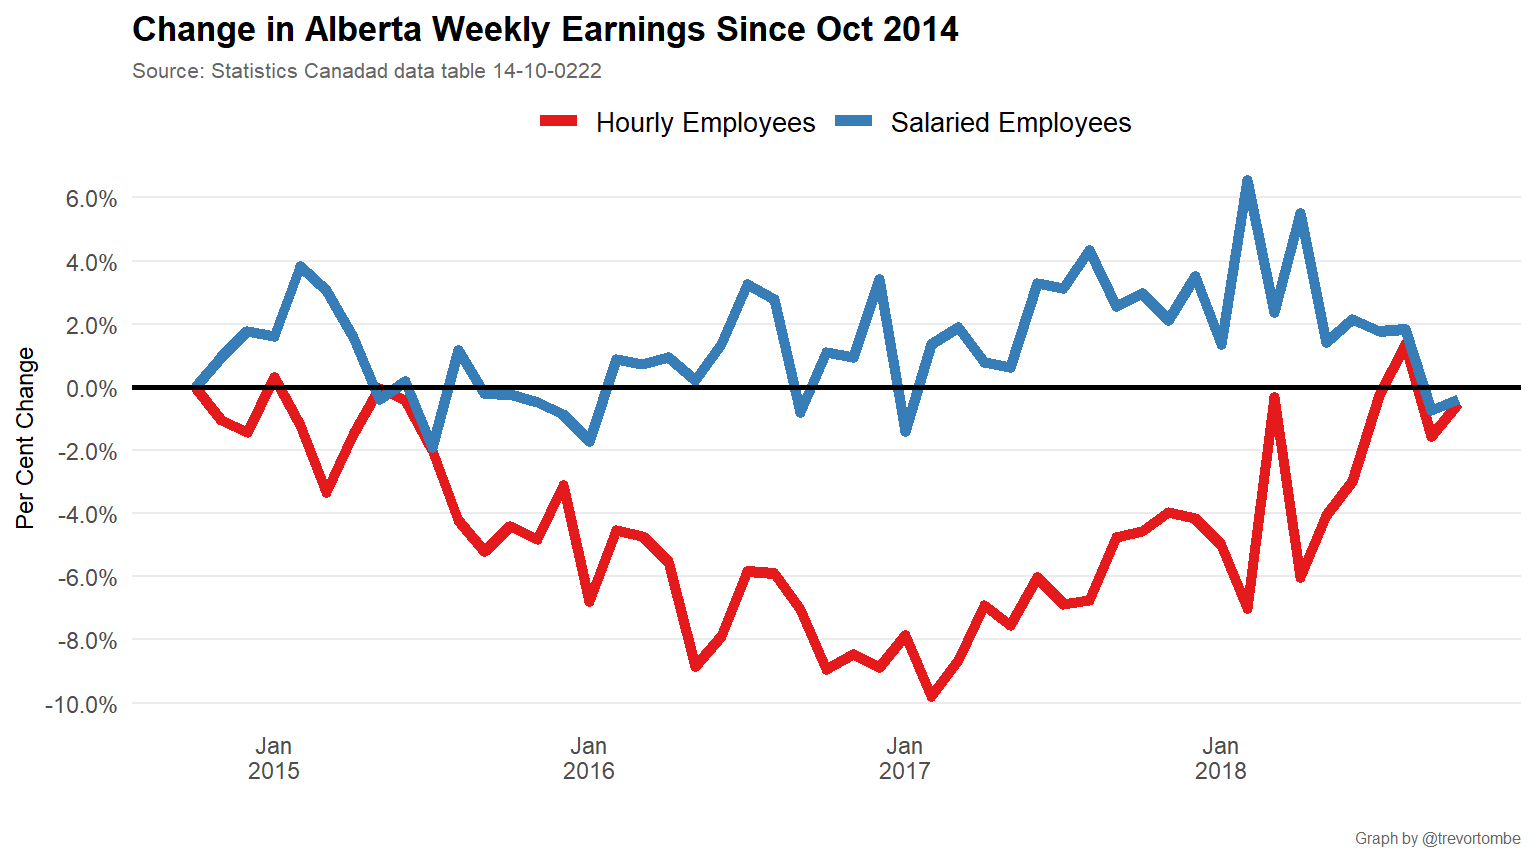 Change in Alberta Weekly Earnings Since Oct 2014
Source: Statistics Canadad data table 14-10-0222
Hourly Employees Salaried Employees
Per Cent Change
6.0%
4.0%
2.0%
0.0%
-2.0%
-4.0%
-6.0%
-8.0%
-10.0%
Jan Jan Jan Jan
2015 2016 2017 2018
Graph by @trevortombe